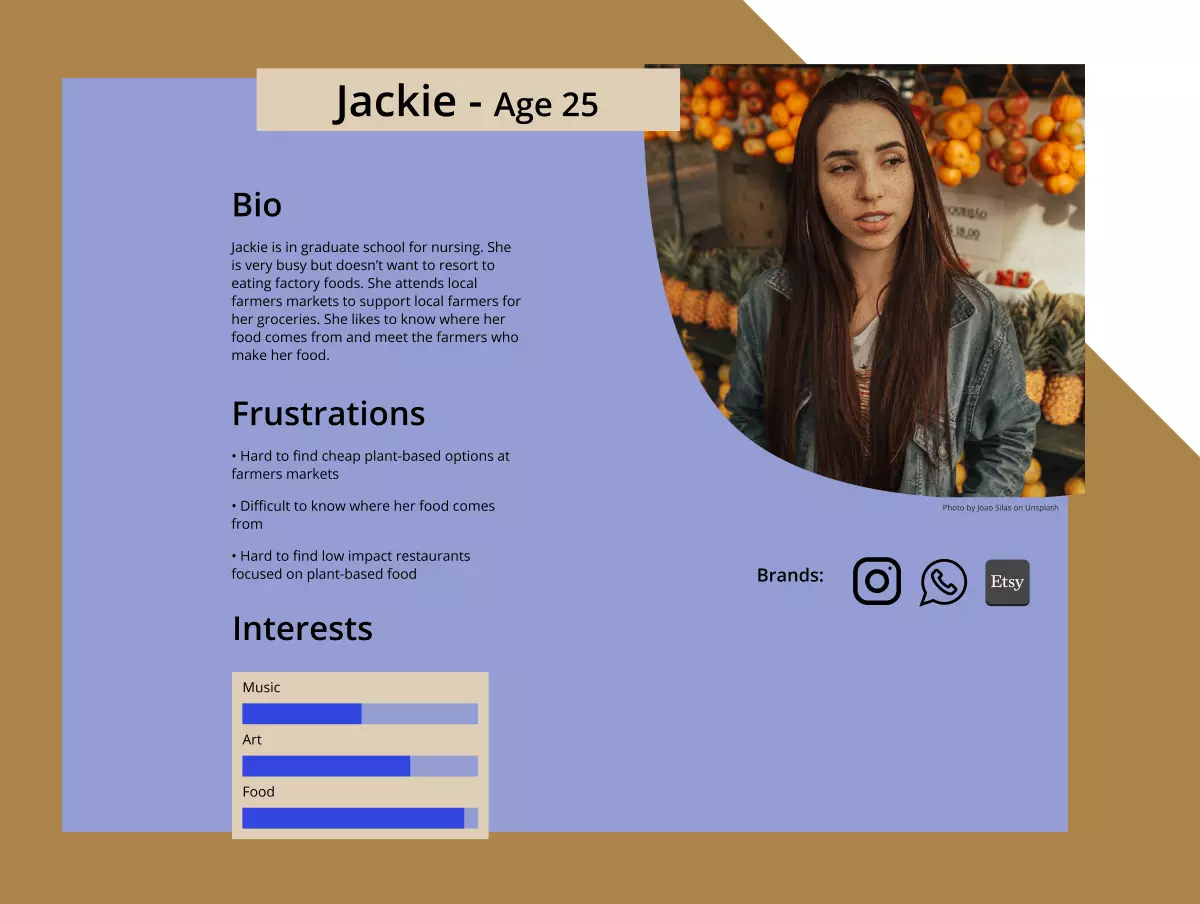 Jackie - Age 25
Bio
Jackie is in graduate school for nursing. She
is very busy but doesn’t want to resort to
eating factory foods. She attends local
farmers markets to support local farmers for
her groceries. She likes to know where her
food comes from and meet the farmers who
make her food.
Frustrations
• Hard to find cheap plant-based options at
farmers markets
• Difficult to know where her food comes
from
• Hard to find low impact restaurants
focused on plant-based food
Interests
Music
Art
Food
18,00
Photo by Joao Silas on Unsplash
Brands:
Etsy